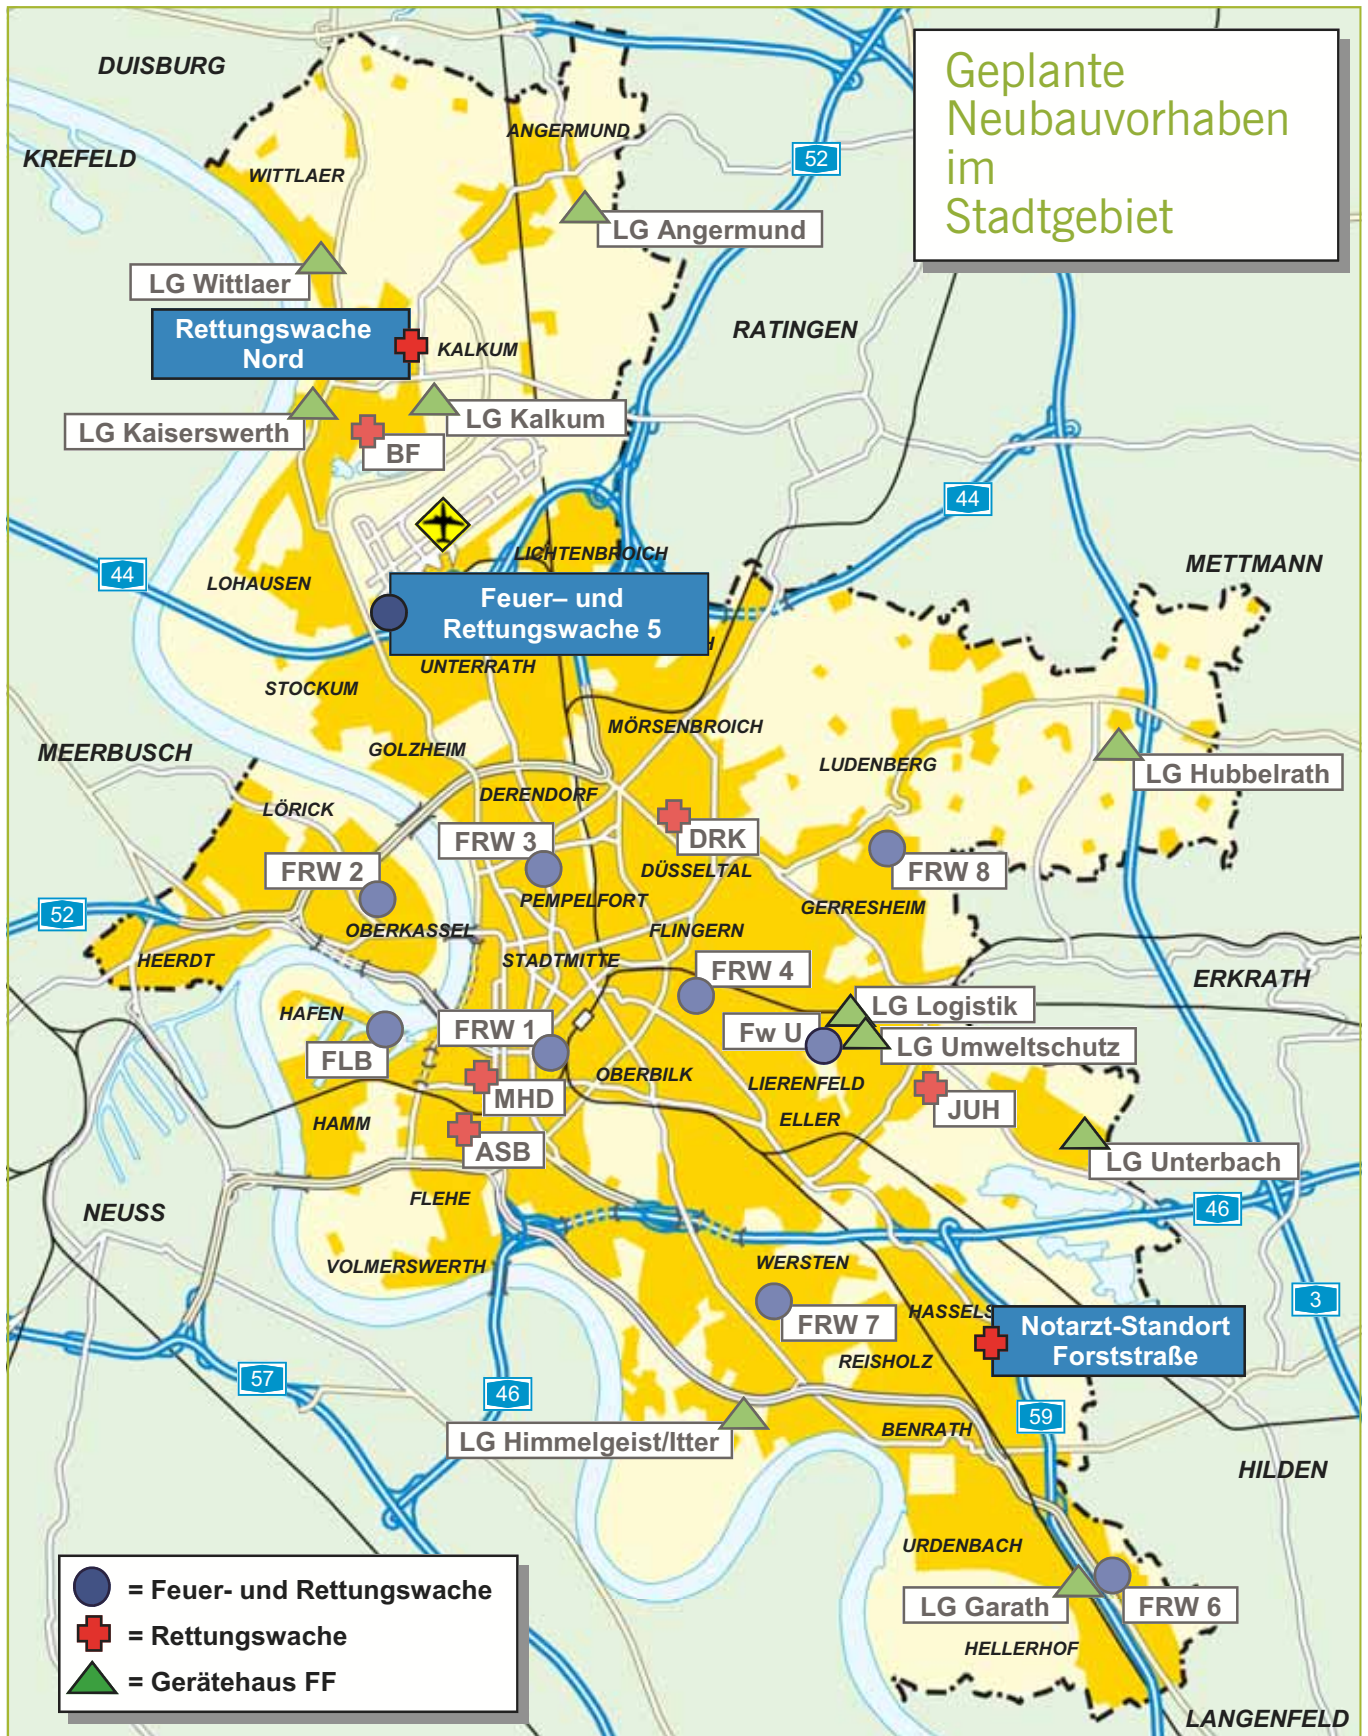 Geplante
Neubauvorhaben
im
Stadtgebiet
DUISBURG
KREFELD
ANGERMUND
52
WITTLAER
LG Angermund
LG Wittlaer
Rettungswache
Nord
KALKUM
RATINGEN
LG Kaiserswerth
LG Kalkum
BF
44
44
LICHTENBROICH
METTMANN
LOHAUSEN
Feuer– und
Rettungswache 5
H
UNTERRATH
STOCKUM
MÖRSENBROICH
GOLZHEIM
MEERBUSCH
LUDENBERG
LG Hubbelrath
DERENDORF
LÖRICK
FRW 3
DRK
FRW 2
DÜSSELTAL
FRW 8
PEMPELFORT
GERRESHEIM
52
OBERKASSEL
FLINGERN
HEERDT
STADTMITTE
FRW 4
ERKRATH
LG Logistik
HAFEN
FRW 1
Fw U
LG Umweltschutz
FLB
OBERBILK
LIERENFELD
MHD
JUH
HAMM
ELLER
ASB
LG Unterbach
FLEHE
NEUSS
46
WERSTEN
VOLMERSWERTH
3
HASSELS
FRW 7
Notarzt-Standort
Forststraße
REISHOLZ
57
46
59
BENRATH
LG Himmelgeist/Itter
HILDEN
URDENBACH
LG Garath
FRW 6
HELLERHOF
LANGENFELD
= Feuer- und Rettungswache
= Rettungswache
= Gerätehaus FF